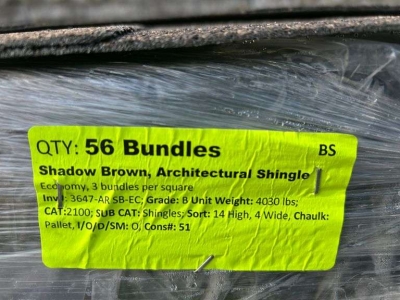 QTY: 56 Bundles BS
Shadow Brown, Architectural Shingle
Economy, 3 bundles per square
Inv#: 3647-AR SB-EC; Grade: B Unit Weight: 4030 lbs;
CAT:2100; SUB CAT: Shingles; Sort: 14 High, 4 Wide, Chaulk:
Pallet, I/O/D/SM: O, Cons#: 51